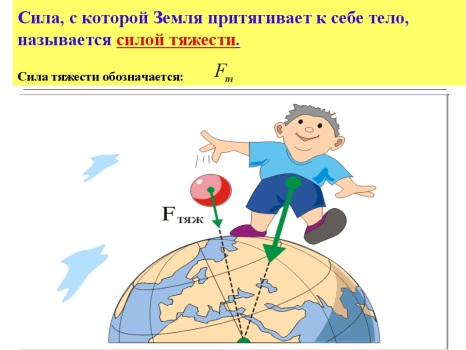 Сила, с которой Земля притягивает к себе тело,
называется силой тяжести.
Сила тяжести обозначается: Fт
Fтяж